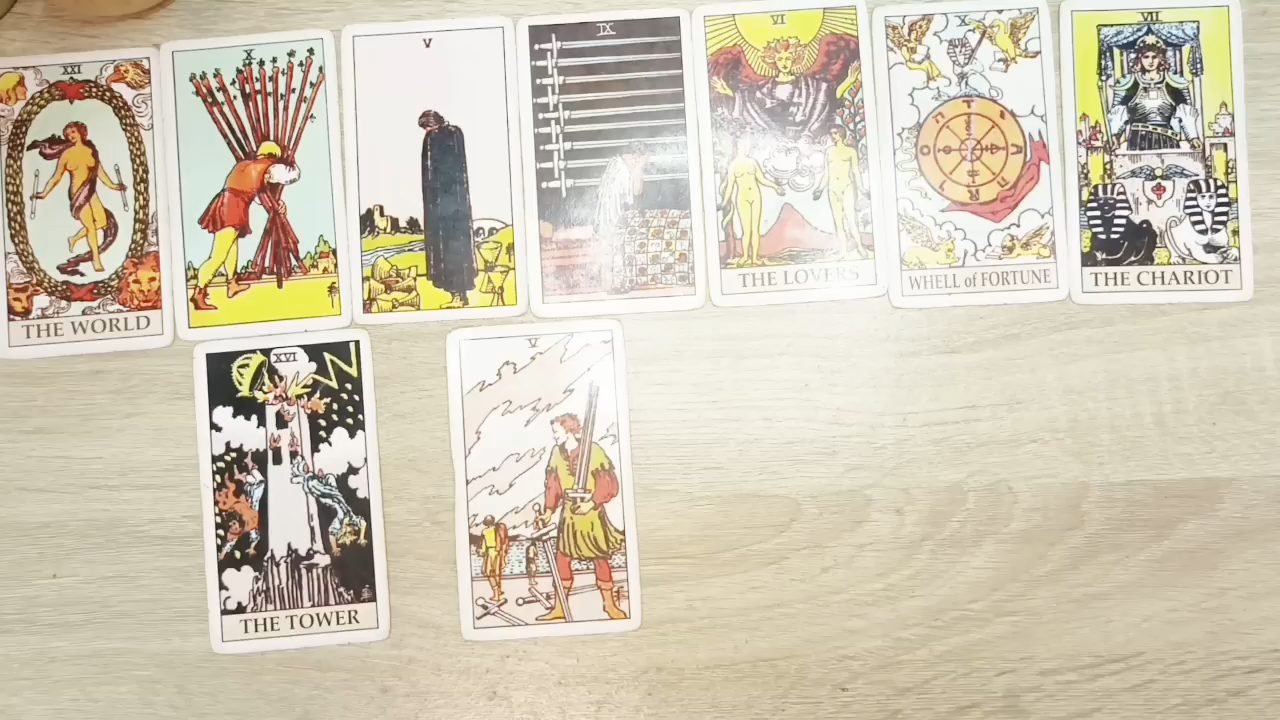 XXI
THE WORLD
X
V
IX
VI
THE LOVERS
X
WHELL of FORTUNE
VII
THE CHARIOT
XVI
THE TOWER
V